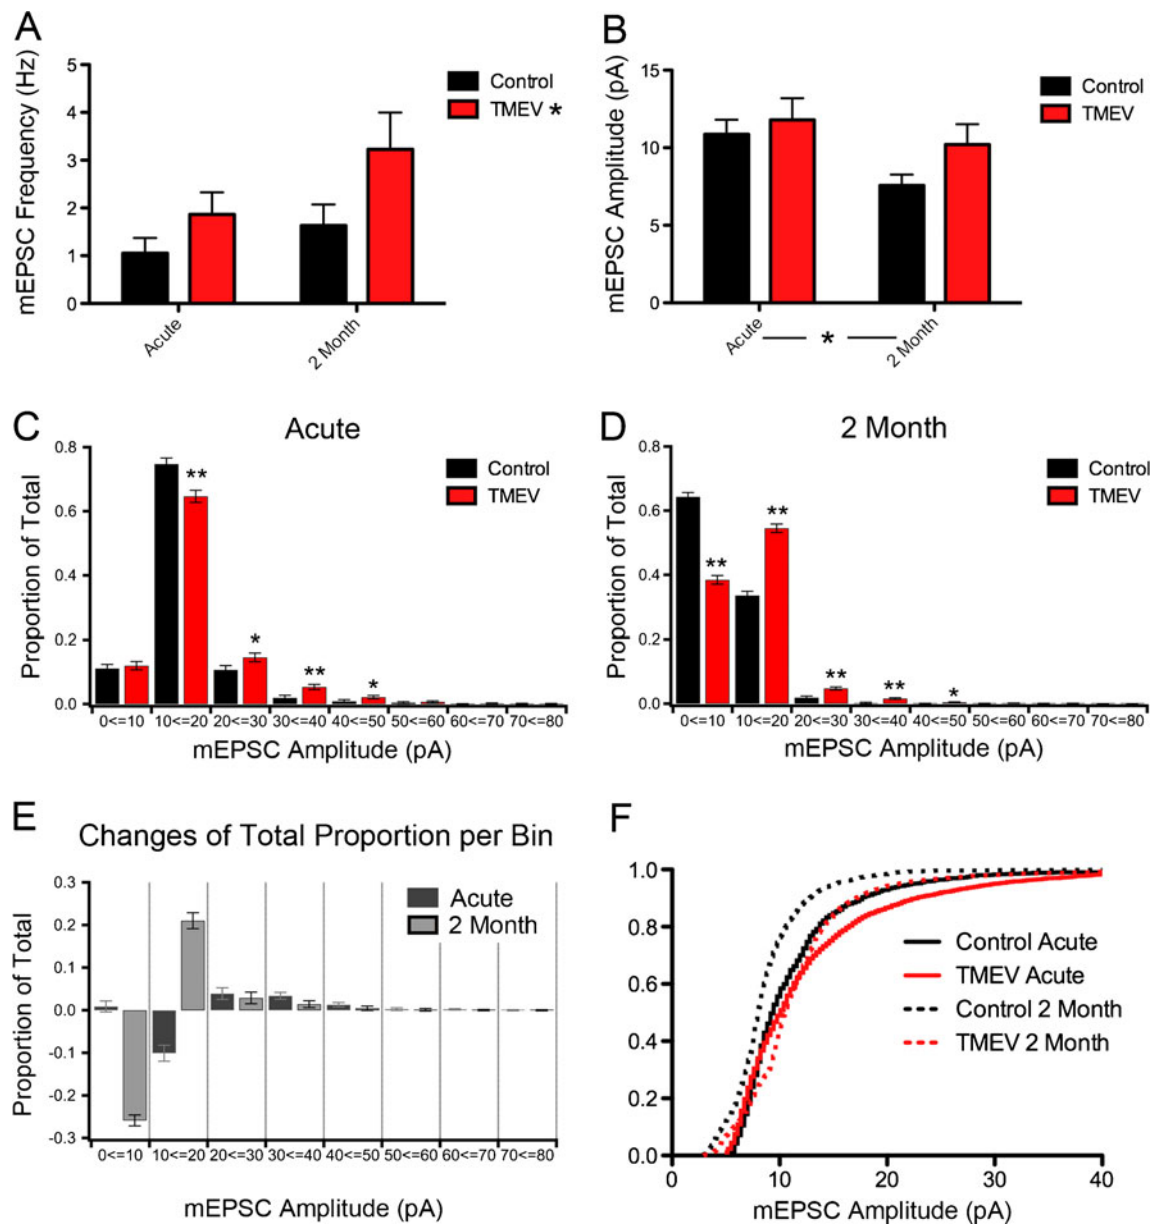 A
mEPSC Frequency (Hz)
5
4
3
2
1
0
Control
TMEV *
Acute
2 Month
B
mEPSC Amplitude (pA)
15
10
5
0
Control
TMEV
Acute
*
2 Month
C
Acute
Proportion of Total
0.8
0.6
0.4
0.2
0.0
Control
TMEV
**
*
**
*
0<=10 10<=20 20<=30 30<=40 40<=50 50<=60 60<=70 70<=80
mEPSC Amplitude (pA)
D
2 Month
Proportion of Total
0.8
0.6
0.4
0.2
0.0
Control
TMEV
**
**
**
**
*
0<=10 10<=20 20<=30 30<=40 40<=50 50<=60 60<=70 70<=80
mEPSC Amplitude (pA)
E
Changes of Total Proportion per Bin
Proportion of Total
0.3
0.2
0.1
0.0
-0.1
-0.2
-0.3
Acute
2 Month
0<=10 10<=20 20<=30 30<=40 40<=50 50<=60 60<=70 70<=80
mEPSC Amplitude (pA)
F
1.0
0.8
0.6
0.4
0.2
0.0
Control Acute
TMEV Acute
Control 2 Month
TMEV 2 Month
0 10 20 30 40
mEPSC Amplitude (pA)